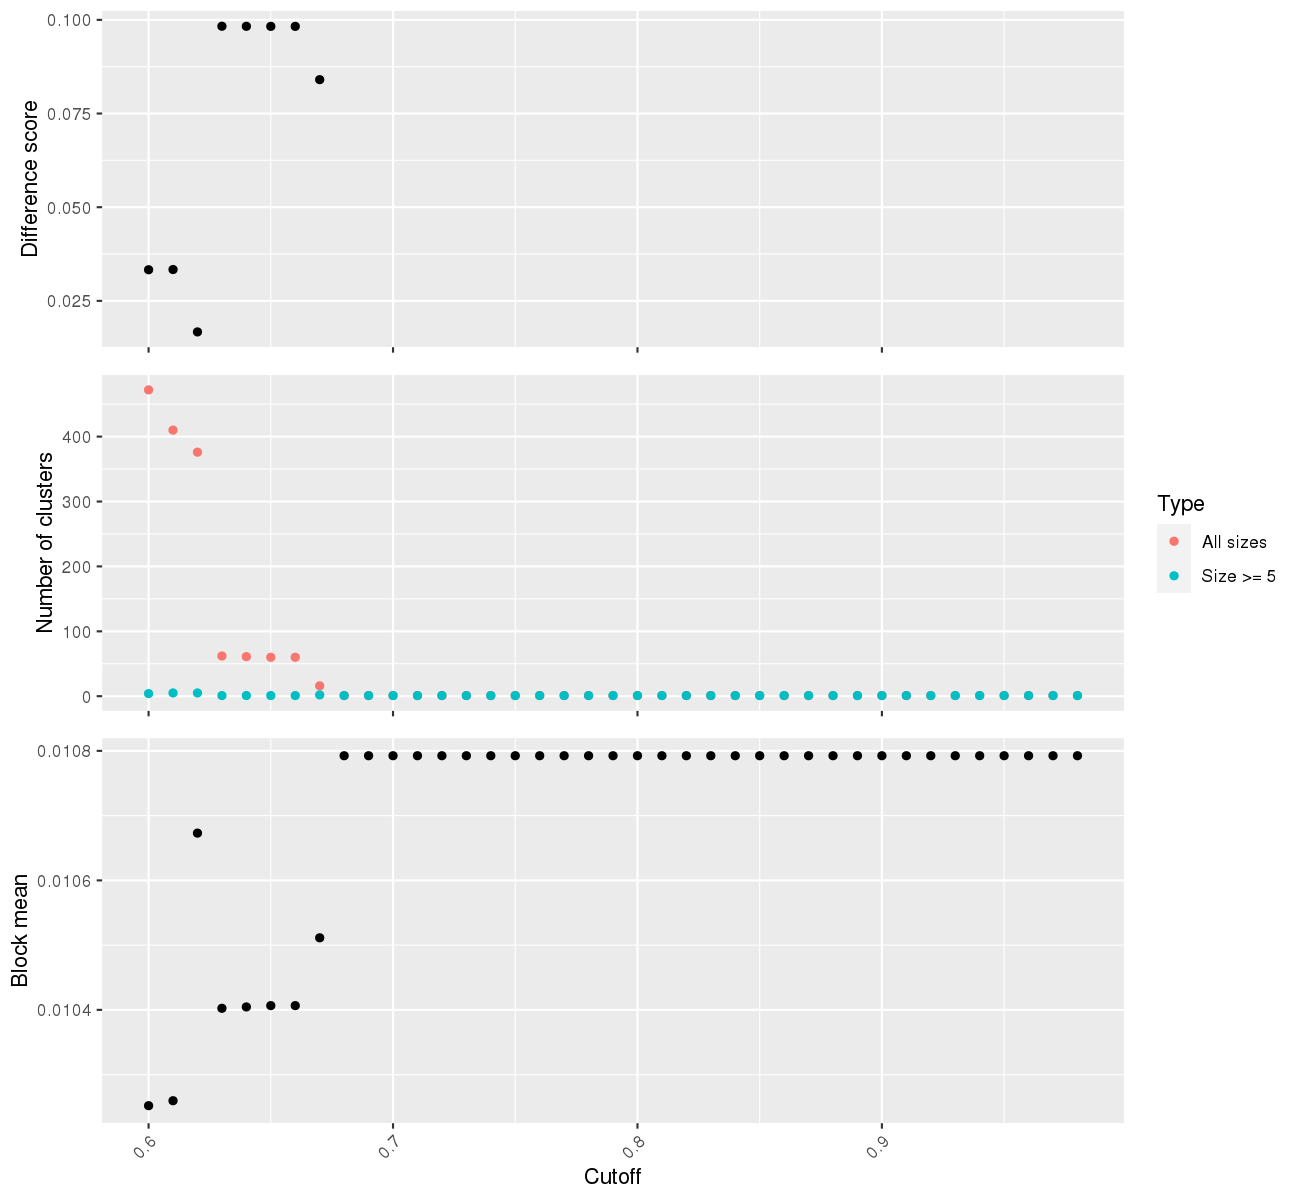 0.100
0.075
0.050
0.025
Difference score
400
300
200
100
0
Number of clusters
Type
All sizes
Size >= 5
0.0108
0.0106
0.0104
Block mean
0.6
0.7
0.8
0.9
Cutoff